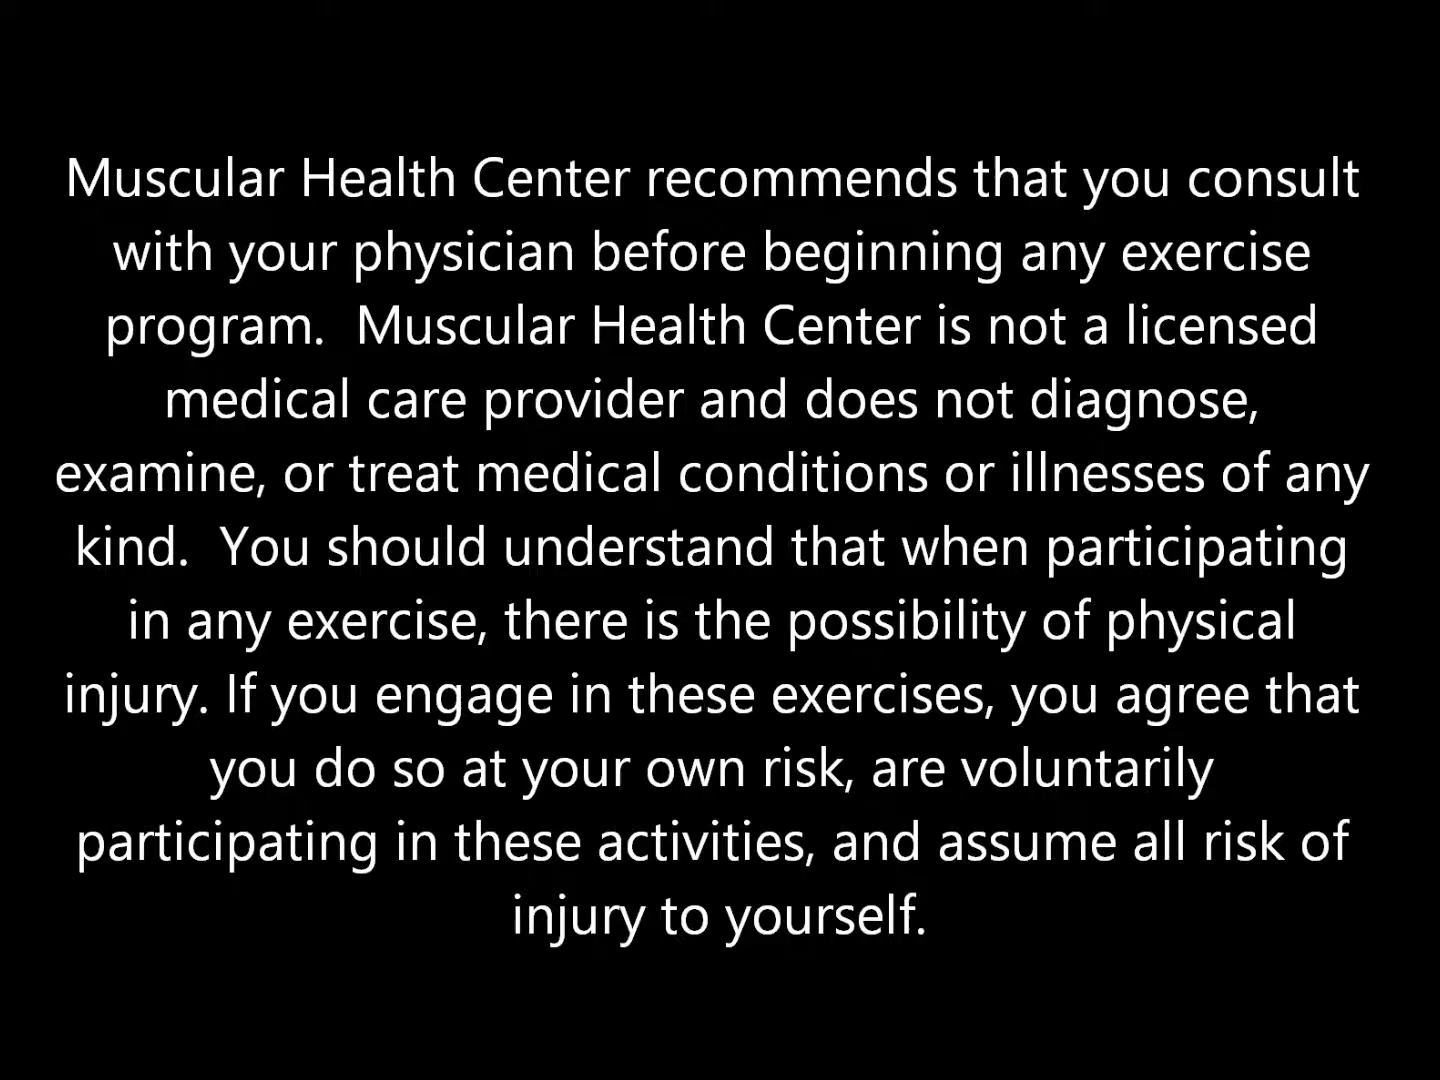 Muscular Health Center recommends that you consult
with your physician before beginning any exercise
program.  Muscular Health Center is not a licensed
medical care provider and does not diagnose,
examine, or treat medical conditions or illnesses of any
kind.  You should understand that when participating
in any exercise, there is the possibility of physical
injury. If you engage in these exercises, you agree that
you do so at your own risk, are voluntarily
participating in these activities, and assume all risk of
injury to yourself.